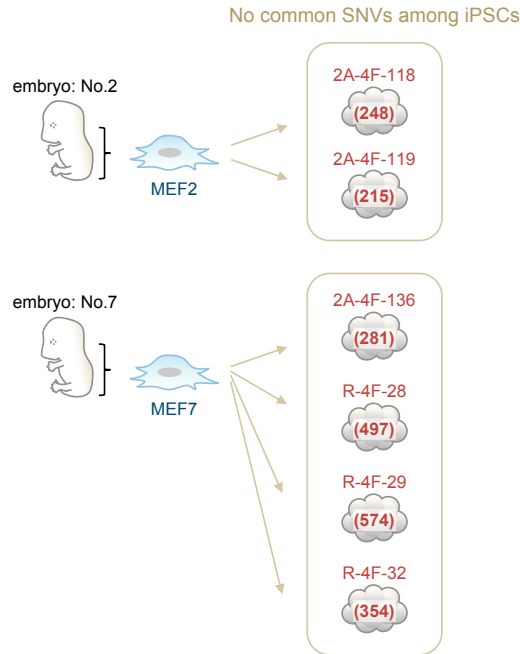 No common SNVs among iPSCs
embryo: No.2
MEF2
2A-4F-118
(248)
2A-4F-119
(215)
embryo: No.7
MEF7
2A-4F-136
(281)
R-4F-28
(497)
R-4F-29
(574)
R-4F-32
(354)